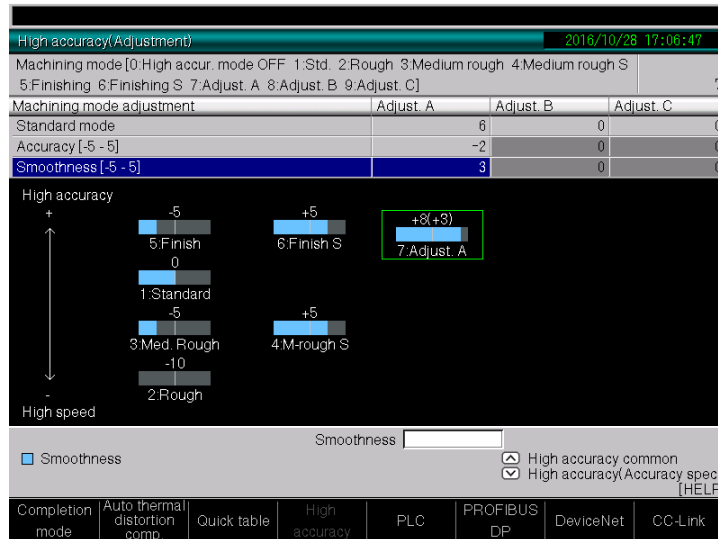 High accuracy(Adjustment) 2016/10/28 17:06:47
Machining mode [0:High accur. mode OFF 1:Std. 2:Rough 3:Medium rough 4:Medium rough S
5:Finishing 6:Finishing S 7:Adjust. A 8:Adjust. B 9:Adjust. C]
Machining mode adjustment Adjust. A Adjust. B Adjust. C
Standard mode 6 0 0
Accuracy [-5 - 5] -2 0 0
Smoothness [-5 - 5] 3 0 0
High accuracy
+ -5 +5 +8(+3)
5:Finish 6:Finish S 7:Adjust. A
0
1:Standard
-5 +5
3:Med. Rough 4:M-rough S
-10
- 2:Rough
High speed
Smoothness
Smoothness High accuracy common
High accuracy(Accuracy spec
[HELP
Completion mode
Auto thermal distortion comp.
Quick table
High accuracy
PLC
PROFIBUS DP
DeviceNet
CC-Link